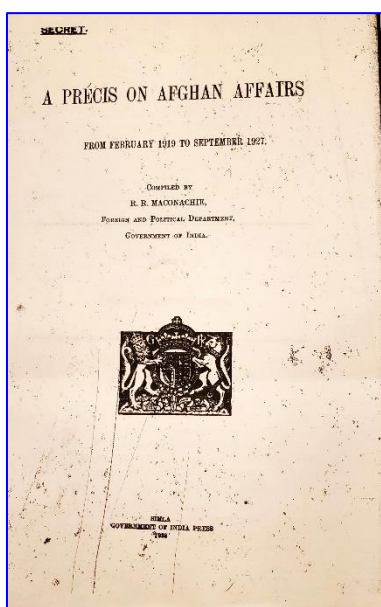 SECRET.
A PRÉCIS ON AFGHAN AFFAIRS
FROM FEBRUARY 1919 TO SEPTEMBER 1927.
COMPILED BY
R. R. MACONACHIE,
FOREIGN AND POLITICAL DEPARTMENT,
GOVERNMENT OF INDIA.
SIMLA
GOVERNMENT OF INDIA PRESS